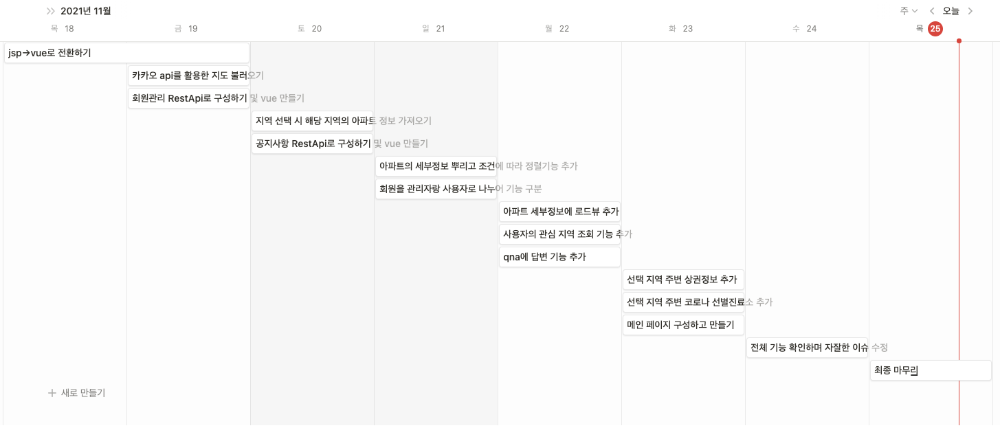 2021년 11월
주
오늘
목 18 금 19 토 20 일 21 월 22 화 23 수 24 목 25
jsp→vue로 전환하기
카카오 api를 활용한 지도 불러오기
회원관리 RestApi로 구성하기 및 vue 만들기
지역 선택 시 해당 지역의 아파트 정보 가져오기
공지사항 RestApi로 구성하기 및 vue 만들기
아파트의 세부정보 뿌리고 조건에 따라 정렬기능 추가
회원을 관리자랑 사용자로 나누어 기능 구분
아파트 세부정보에 로드뷰 추가
사용자의 관심 지역 조회 기능 추가
qna에 답변 기능 추가
선택 지역 주변 상권정보 추가
선택 지역 주변 코로나 선별진료소 추가
메인 페이지 구성하고 만들기
전체 기능 확인하며 자잘한 이슈 수정
최종 마무리
새로 만들기